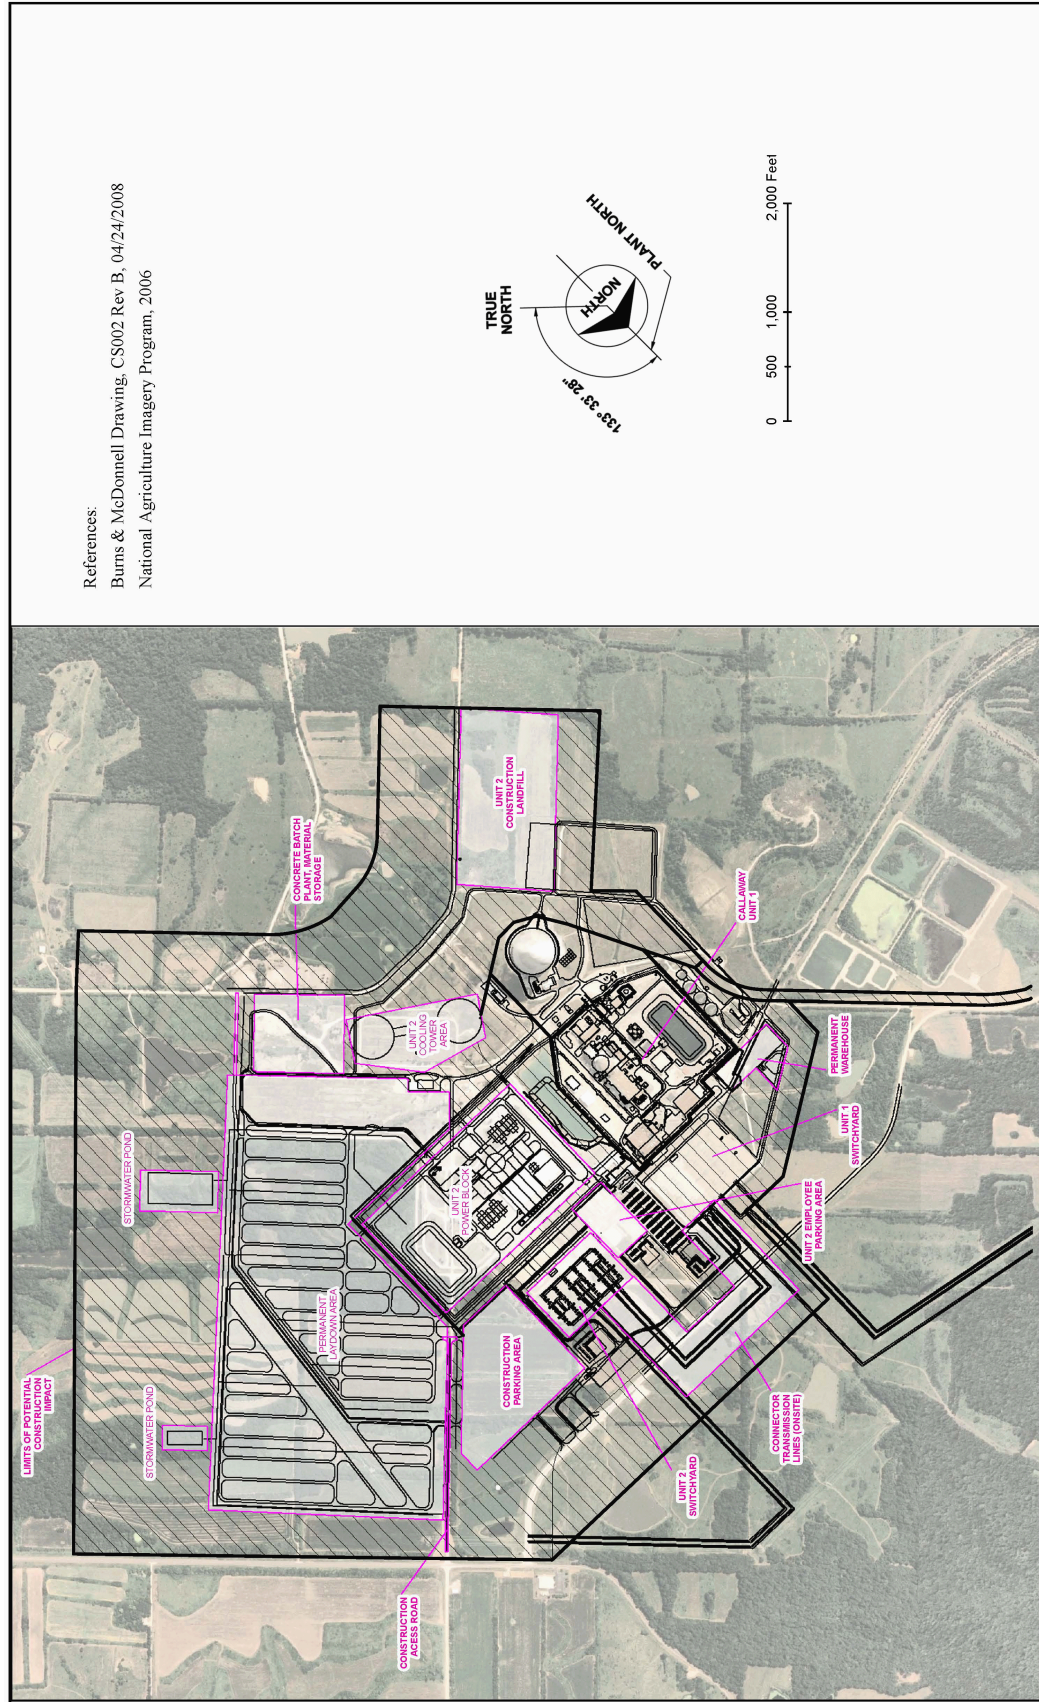 References:
Burns & McDonnell Drawing, CS002 Rev B, 04/24/2008
National Agriculture Imagery Program, 2006
TRUE
NORTH
NORTH
PLANT NORTH
133° 33' 28"
0
500
1,000
2,000 Feet
LIMITS OF POTENTIAL
CONSTRUCTION
IMPACT
STORMWATER POND
STORMWATER POND
CONCRETE BATCH
PLANT, MATERIAL
STORAGE
UNIT 2
CONSTRUCTION
LANDFILL
UNIT 2
COOLING
TOWER
AREA
PERMANENT
LAYDOWN AREA
UNIT 2
POWER BLOCK
CONSTRUCTION
PARKING AREA
CONSTRUCTION
ACESS ROAD
UNIT 2
SWITCHYARD
CONNECTOR
TRANSMISSION
LINES (ONSITE)
UNIT 2 EMPLOYEE
PARKING AREA
UNIT 1
SWITCHYARD
PERMANENT
WAREHOUSE
CALLAWAY
UNIT 1